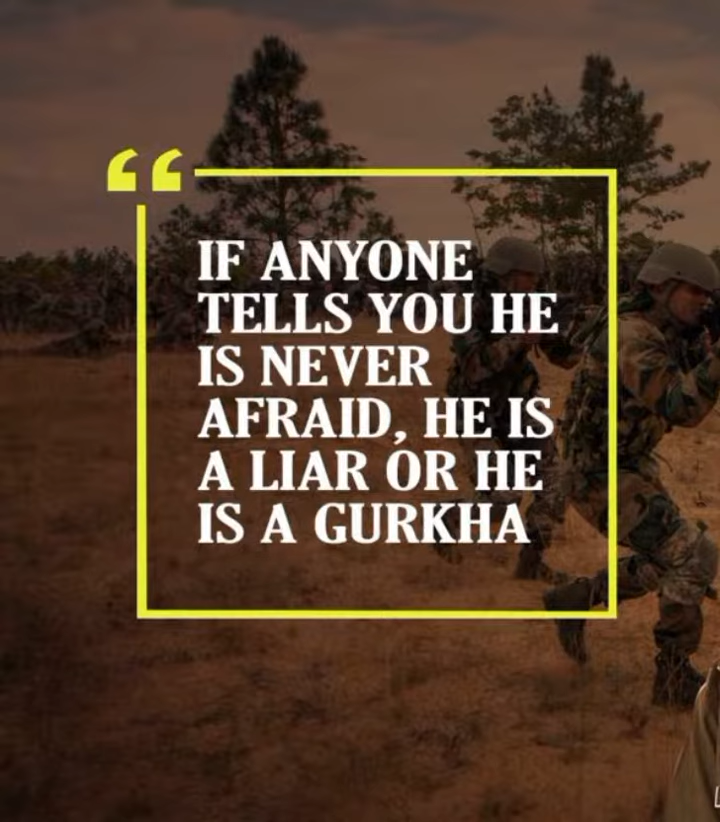 “
IF ANYONE
TELLS YOU HE
IS NEVER
AFRAID, HE IS
A LIAR OR HE
IS A GURKHA